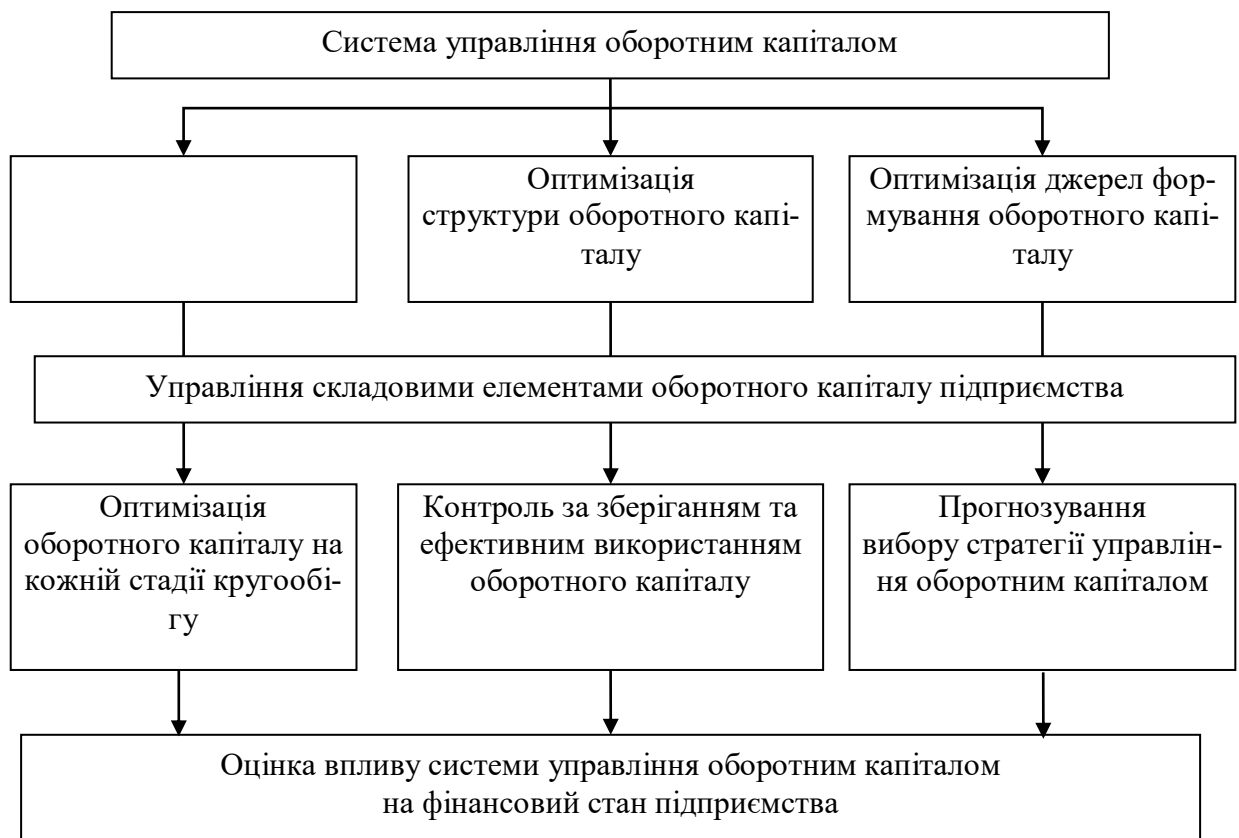 Система управління оборотним капіталом
Оптимізація
структури оборотного капі-
талу
Оптимізація джерел фор-
мування оборотного капі-
талу
Управління складовими елементами оборотного капіталу підприємства
Оптимізація
оборотного капіталу на
кожній стадії кругообі-
гу
Контроль за зберіганням та
ефективним використанням
оборотного капіталу
Прогнозування
вибору стратегії управлін-
ня оборотним капіталом
Оцінка впливу системи управління оборотним капіталом
на фінансовий стан підприємства